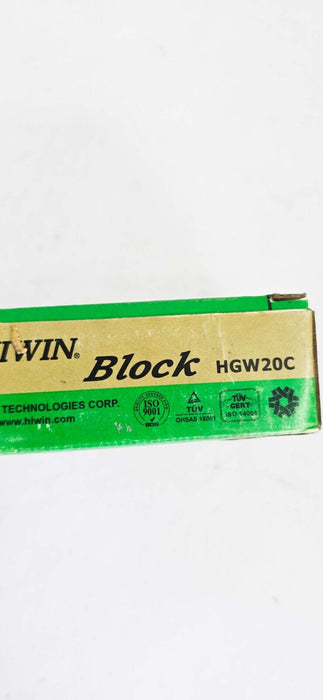 IWIN®
Block HGW20C
TECHNOLOGIES CORP.
www.hiwin.com
ISO
9001
TÜV
OHSAS 18001
TÜV
CERT
ISO 14001